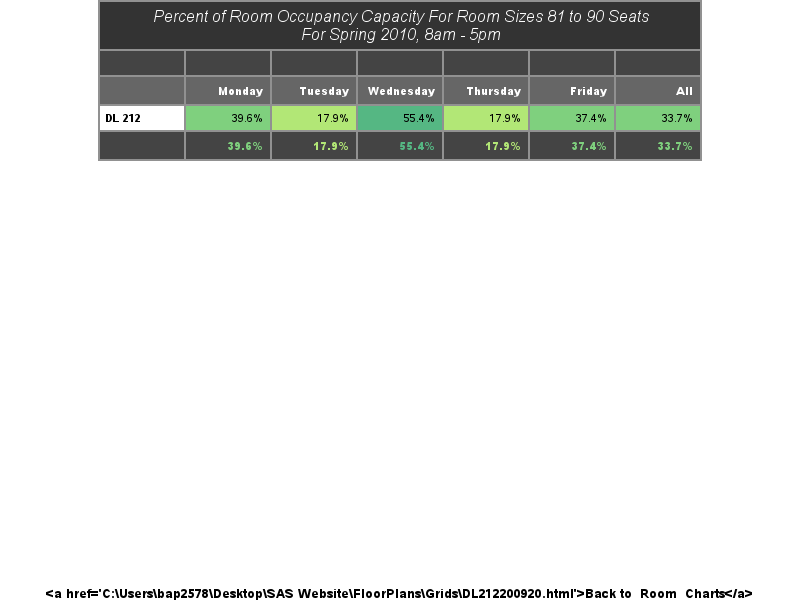 Percent of Room Occupancy Capacity For Room Sizes 81 to 90 Seats
For Spring 2010, 8am - 5pm
Monday Tuesday Wednesday Thursday Friday All
DL 212 39.6% 17.9% 55.4% 17.9% 37.4% 33.7%
39.6% 17.9% 55.4% 17.9% 37.4% 33.7%
<a href='C:\Users\bap2578\Desktop\SAS Website\FloorPlans\Grids\DL212200920.html'>Back to Room Charts</a>